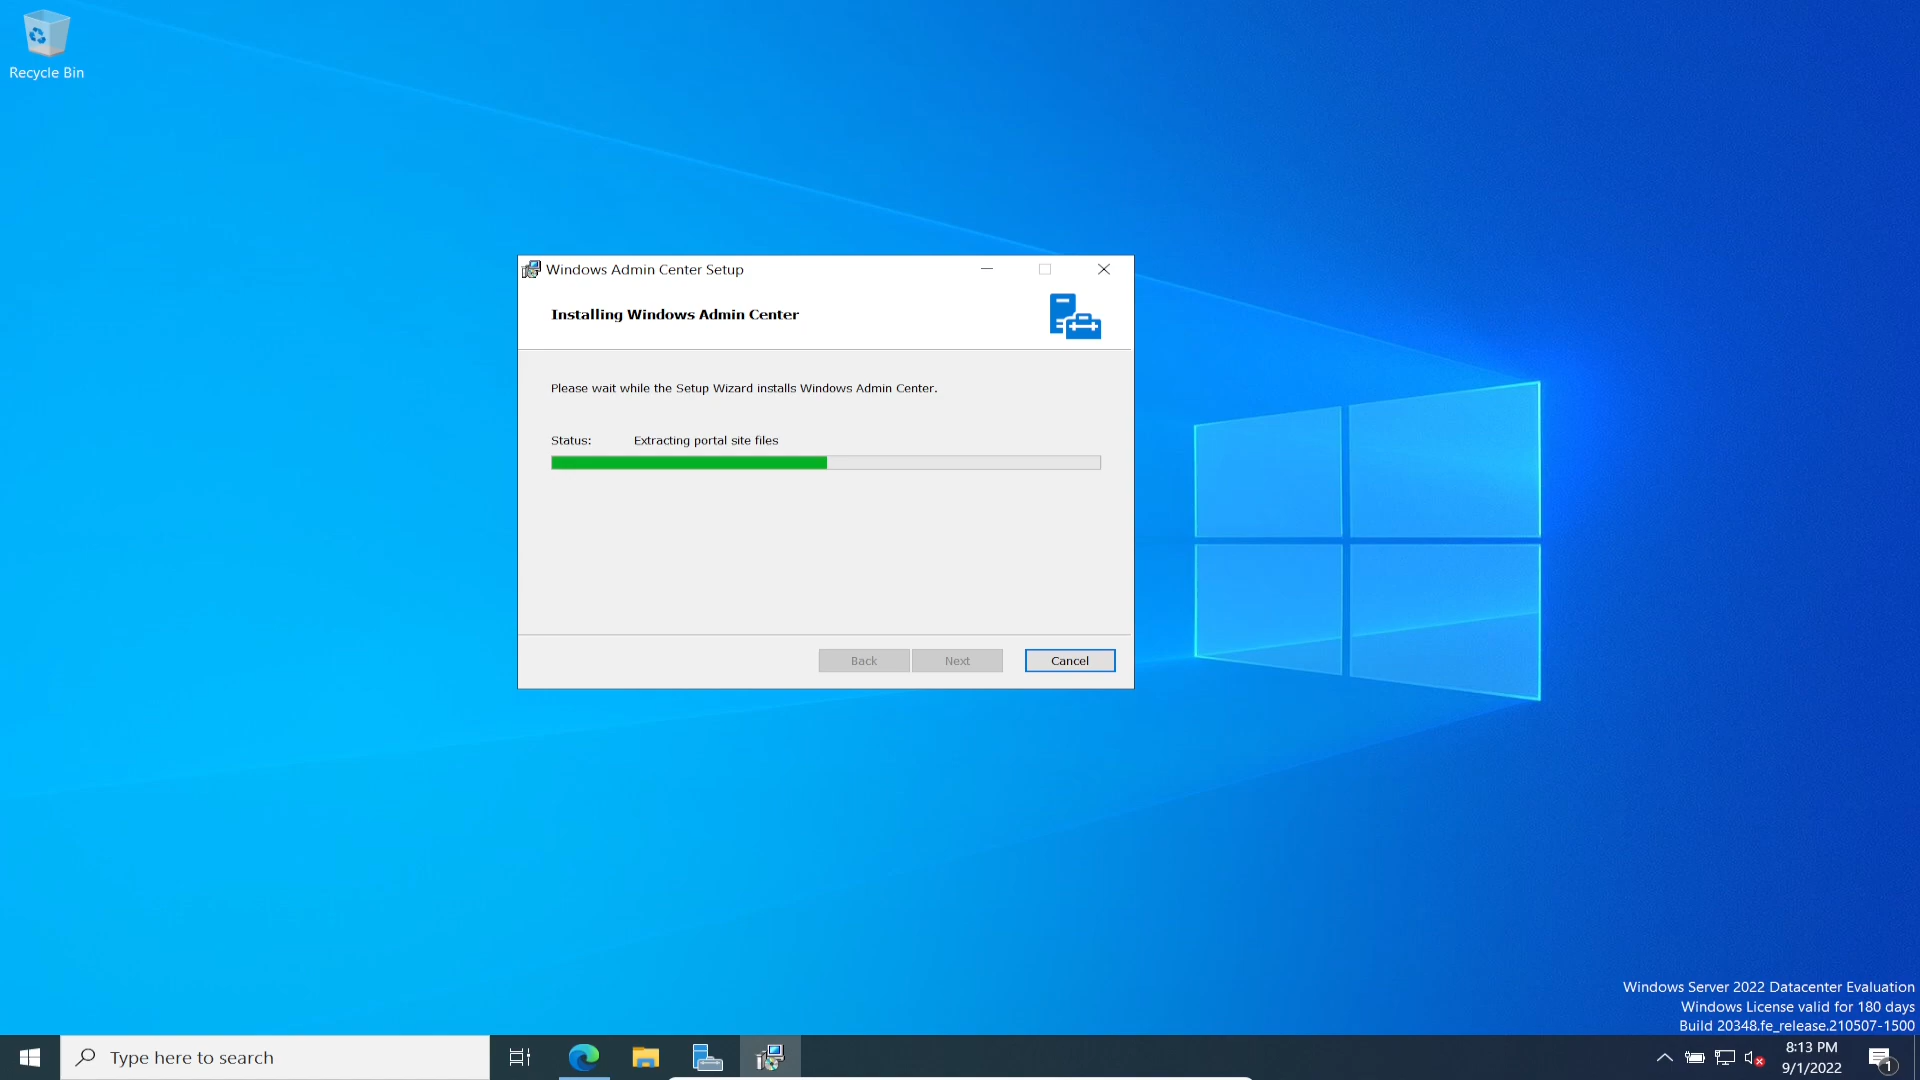 Recycle Bin
Windows Admin Center Setup
Installing Windows Admin Center
Please wait while the Setup Wizard installs Windows Admin Center.
Status: Extracting portal site files
Back Next Cancel
Windows Server 2022 Datacenter Evaluation
Windows License valid for 180 days
Build 20348.fe_release.210507-1500
Type here to search
8:13 PM
9/1/2022
1